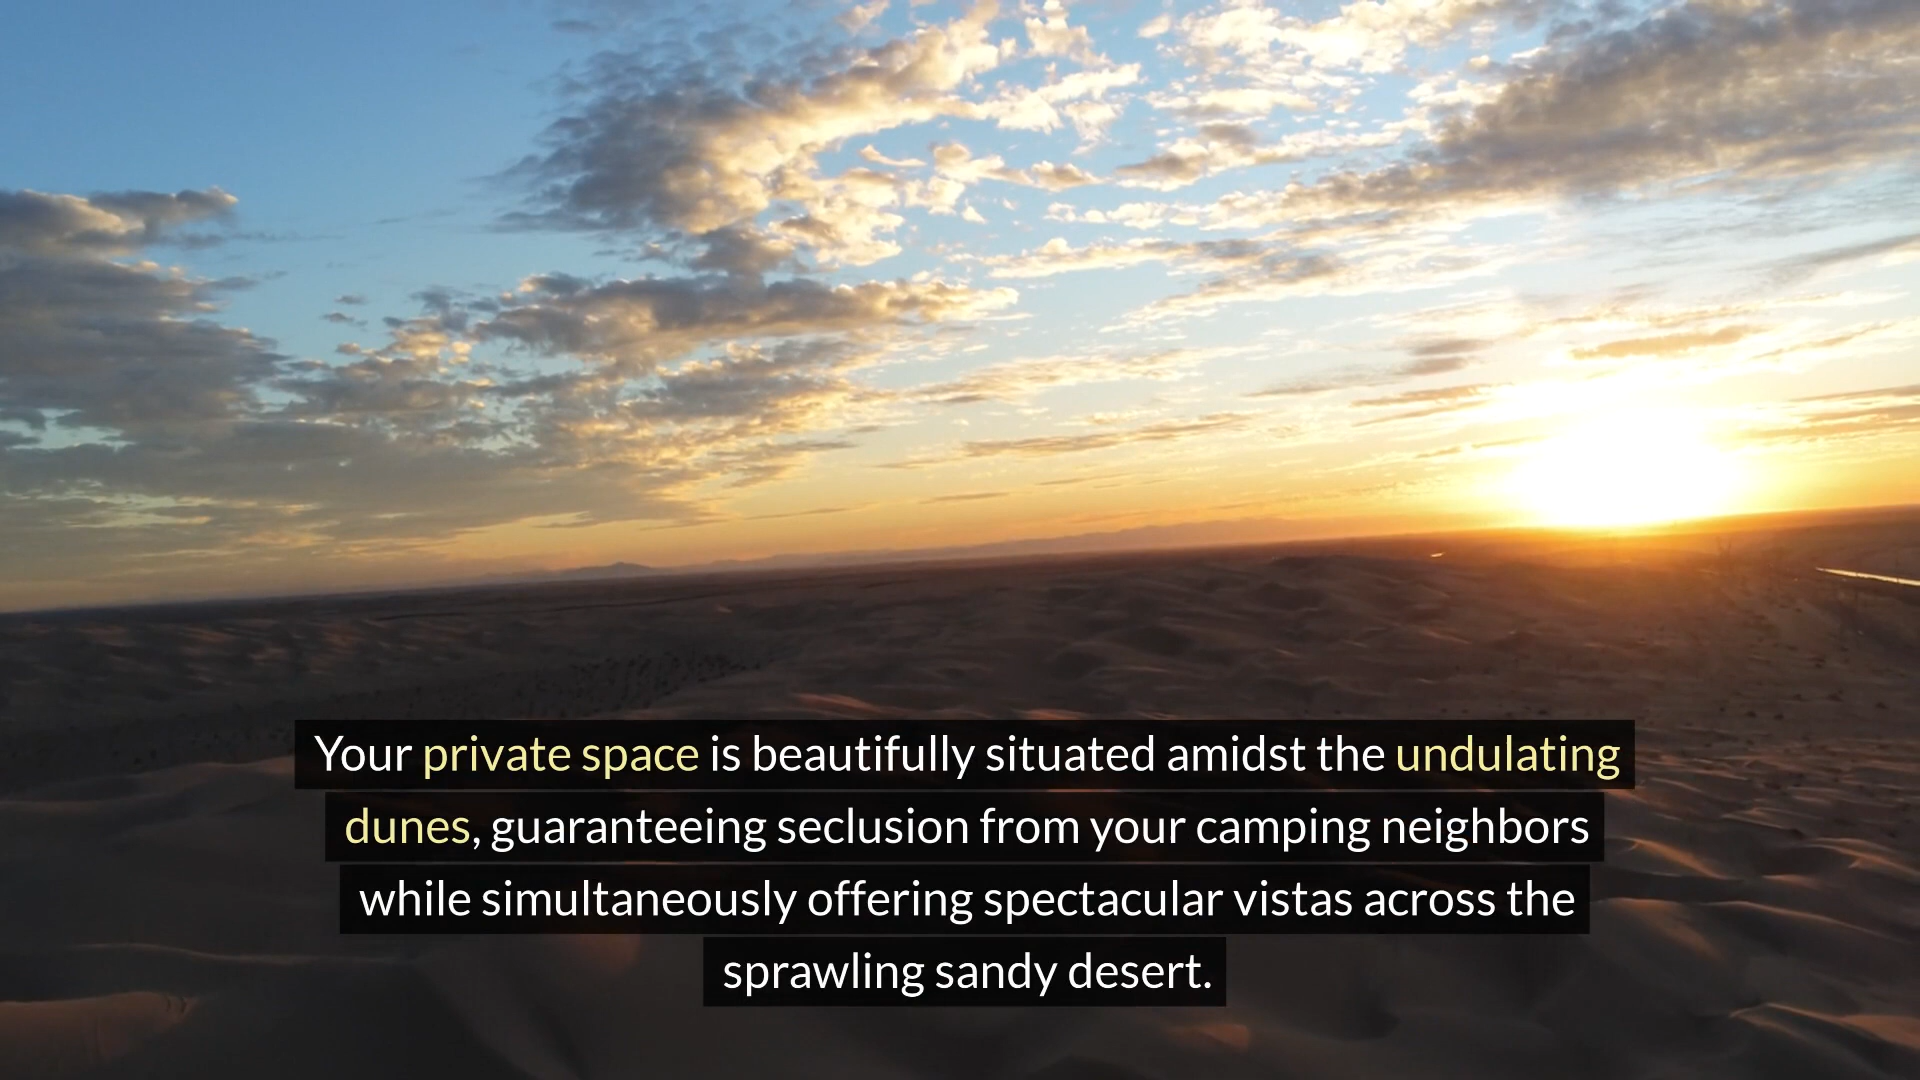 Your private space is beautifully situated amidst the undulating
dunes, guaranteeing seclusion from your camping neighbors
while simultaneously offering spectacular vistas across the
sprawling sandy desert.